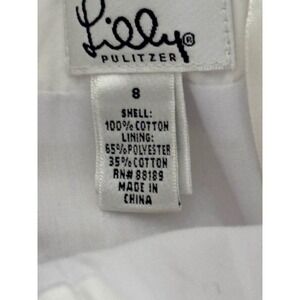 Lilly®
PULITZER
8
SHELL:
100% COTTON
LINING:
65% POLYESTER
35% COTTON
RN# 88189
MADE IN
CHINA